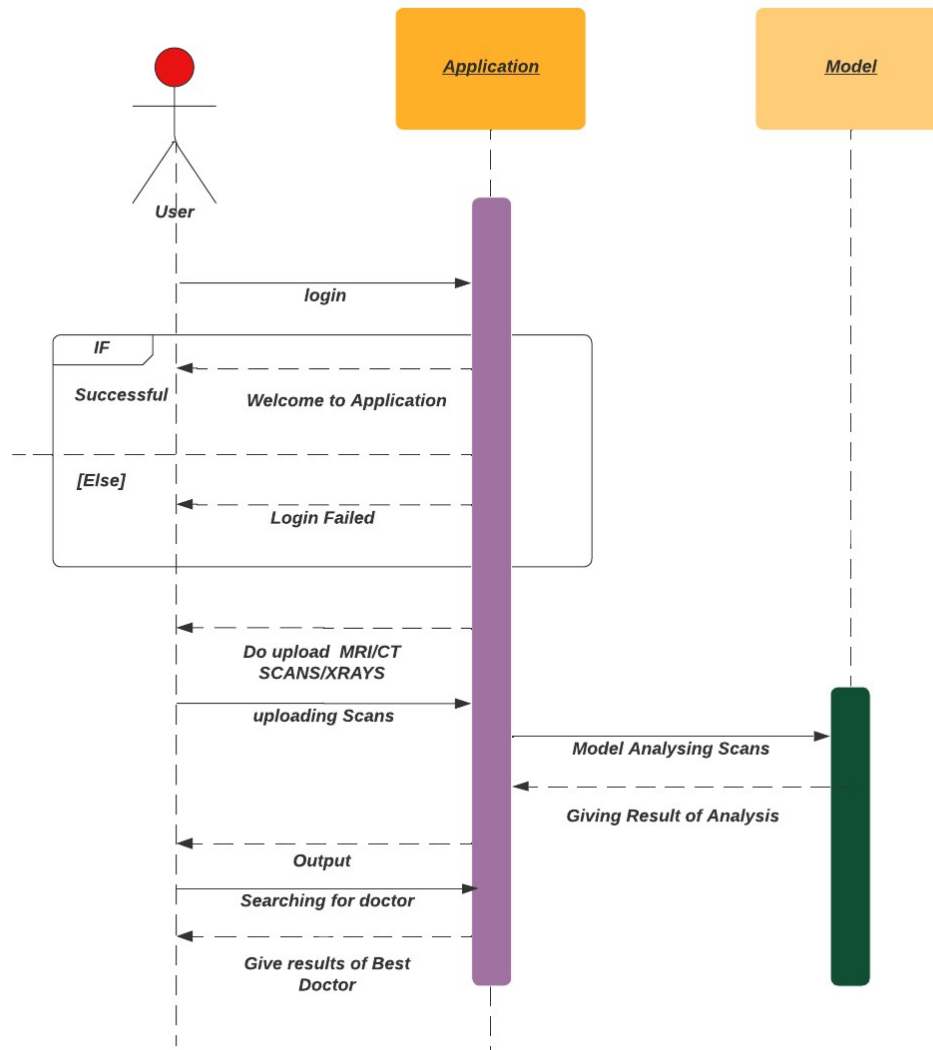 Application
Model
User
login
IF
Successful
Welcome to Application
[Else]
Login Failed
Do upload MRI/CT
SCANS/XRAYS
uploading Scans
Model Analysing Scans
Giving Result of Analysis
Output
Searching for doctor
Give results of Best
Doctor